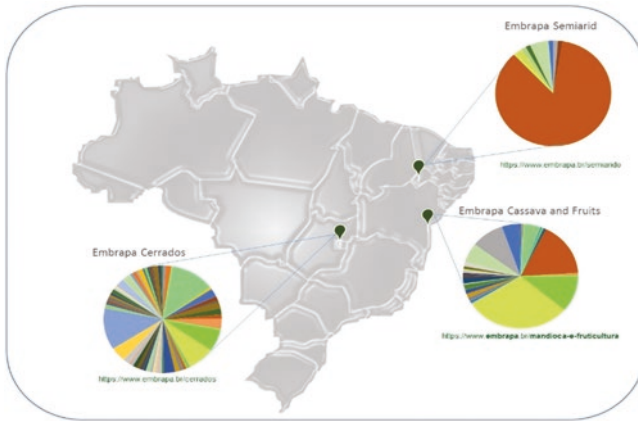 Embrapa Semiarid
https://www.embrapa.br/semiarido
Embrapa Cassava and Fruits
https://www.embrapa.br/mandioca-e-fruticultura
Embrapa Cerrados
https://www.embrapa.br/cerrados